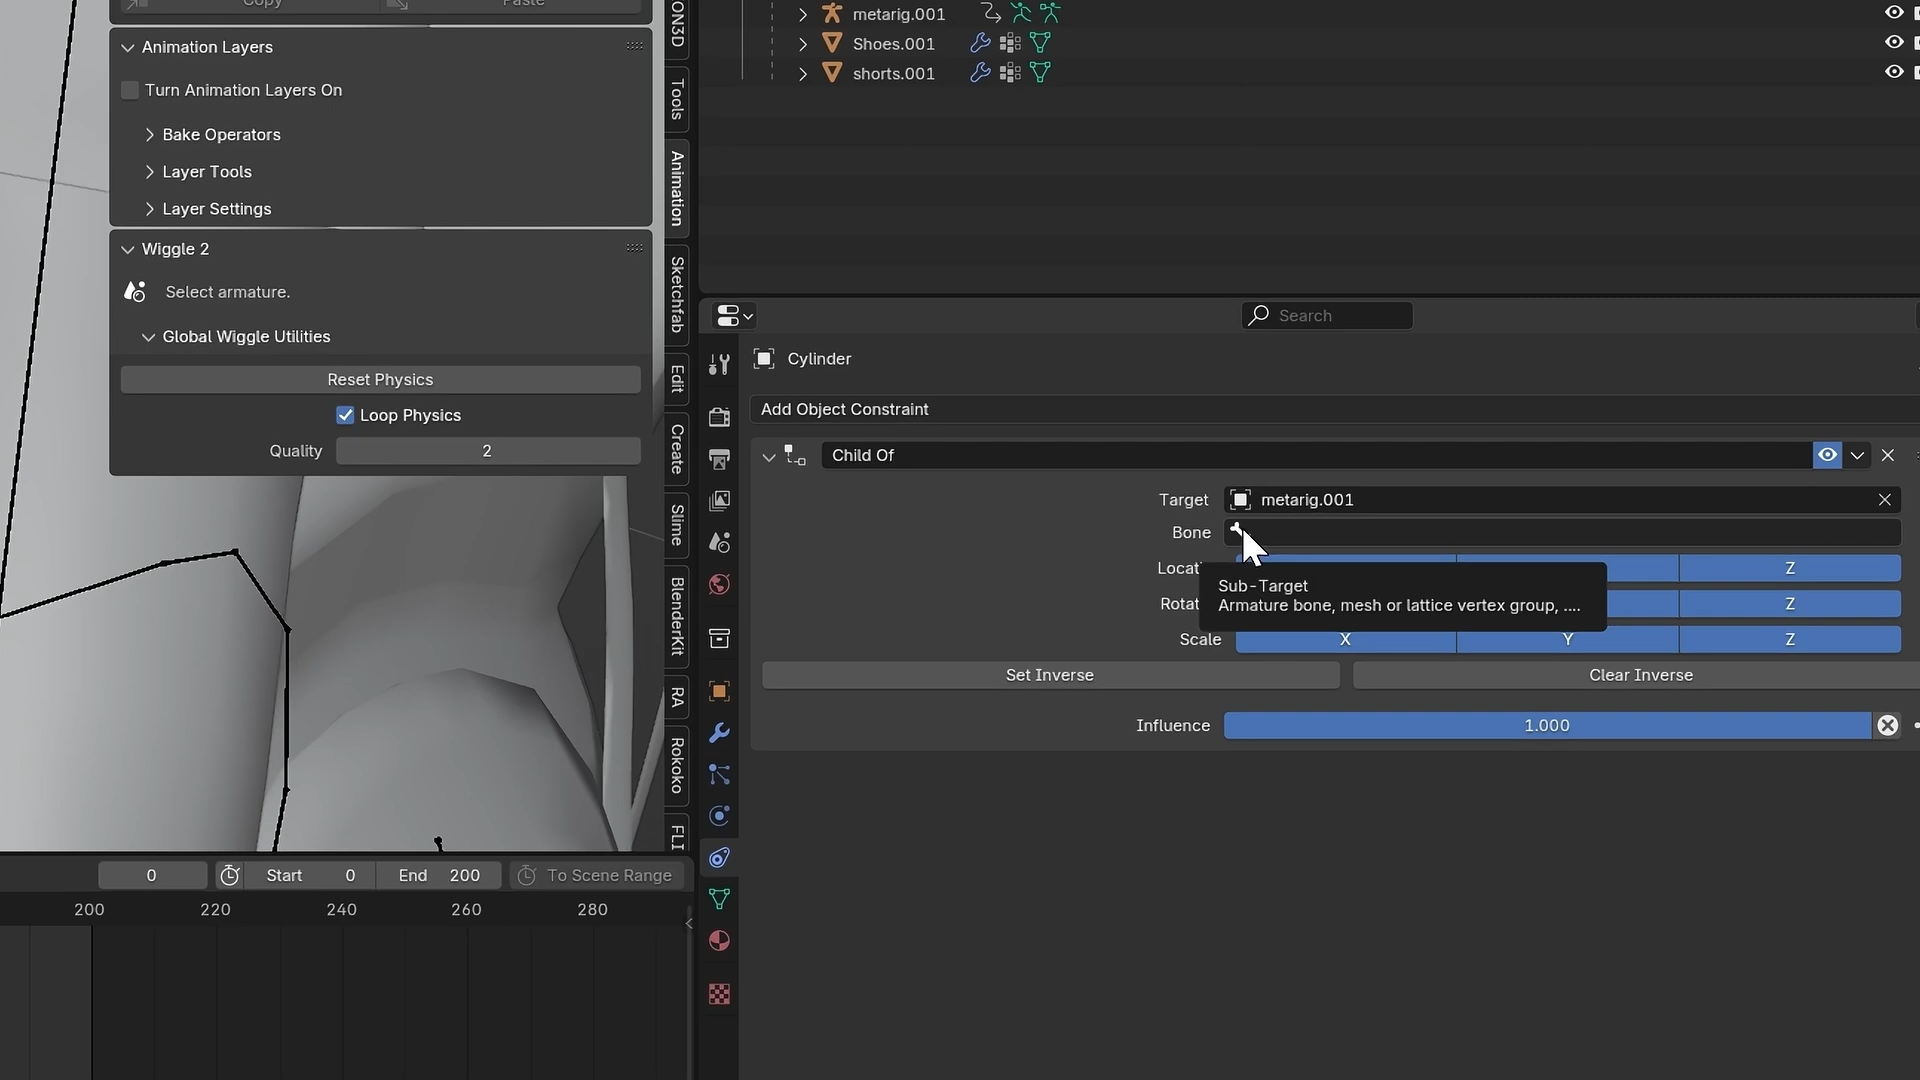 Copy
Paste
Animation Layers
Turn Animation Layers On
Bake Operators
Layer Tools
Layer Settings
Wiggle 2
Select armature.
Global Wiggle Utilities
Reset Physics
Loop Physics
Quality 2
ON3D
Tools
Animation
Sketchfab
Edit
Create
Slime
BlenderKit
RA
Rokoko
FLI
metarig.001
Shoes.001
shorts.001
Search
Cylinder
Add Object Constraint
Child Of
Target metarig.001
Bone
Locati Z
Sub-Target
Rotat Z
Armature bone, mesh or lattice vertex group, ....
Scale X Y Z
Set Inverse Clear Inverse
Influence 1.000
0 Start 0 End 200 To Scene Range
200 220 240 260 280